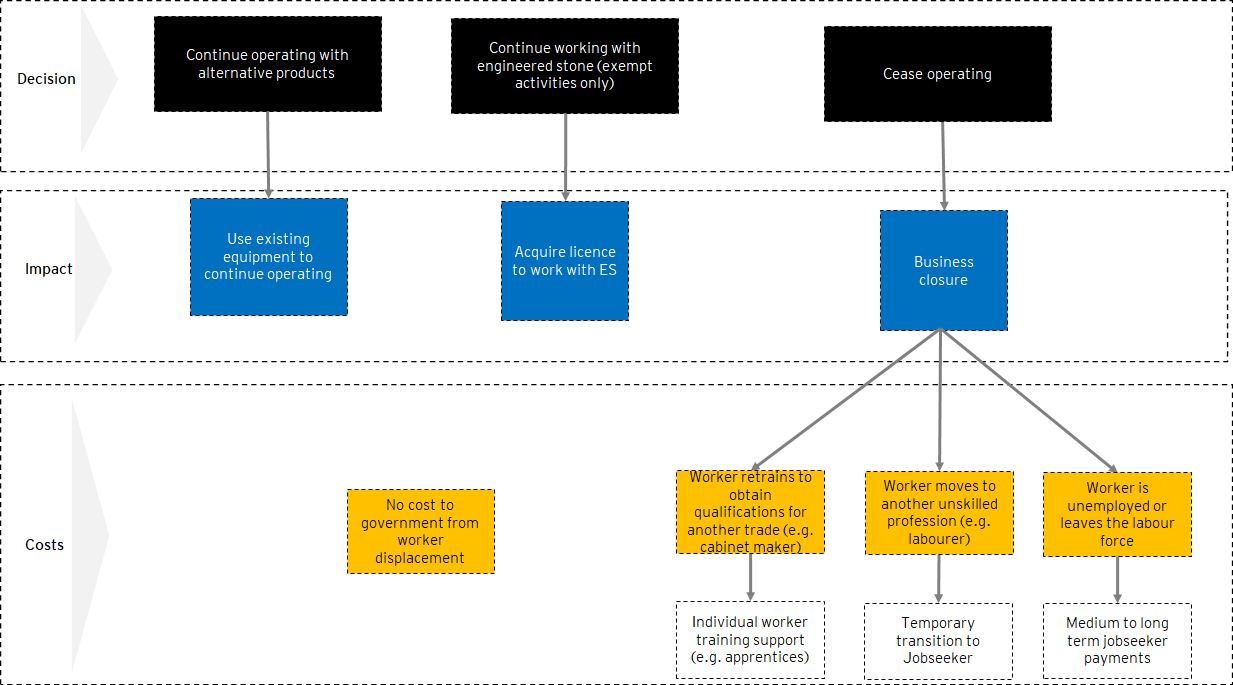 Decision
Continue operating with
alternative products
Continue working with
engineered stone (exempt
activities only)
Cease operating
Impact
Use existing
equipment to
continue operating
Acquire licence
to work with ES
Business
closure
Costs
No cost to
government from
worker
displacement
Worker retrains to
obtain
qualifications for
another trade (e.g.
cabinet maker)
Worker moves to
another unskilled
profession (e.g.
labourer)
Worker is
unemployed or
leaves the labour
force
Individual worker
training support
(e.g. apprentices)
Temporary
transition to
Jobseeker
Medium to long
term jobseeker
payments